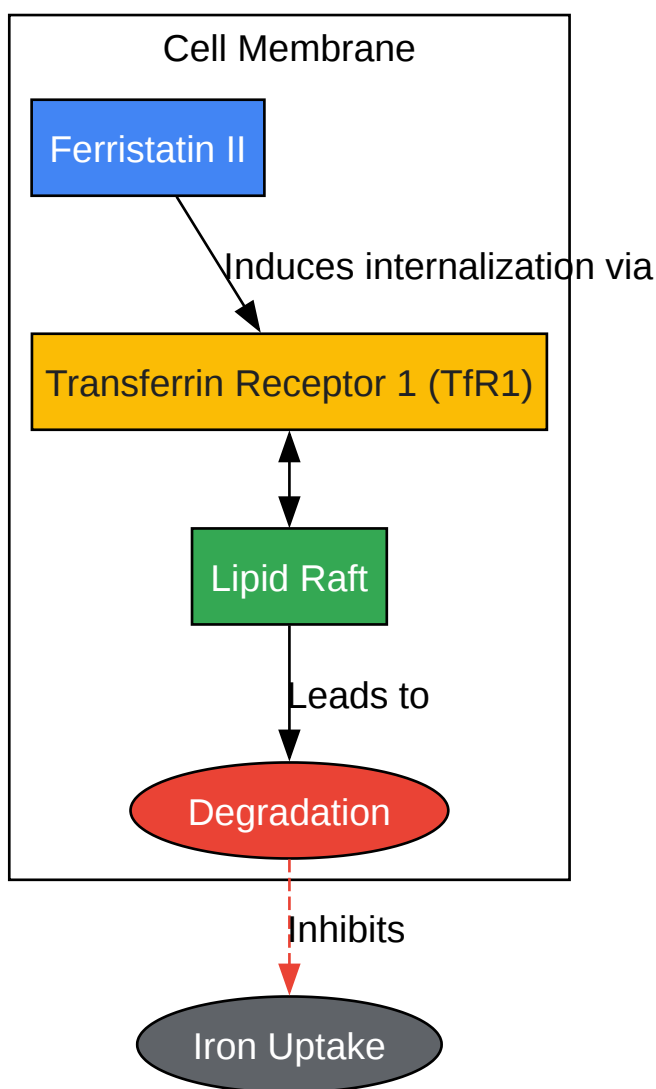 Cell Membrane
Ferristatin II
Induces internalization via
Transferrin Receptor 1 (TfR1)
Lipid Raft
Leads to
Degradation
Inhibits
Iron Uptake